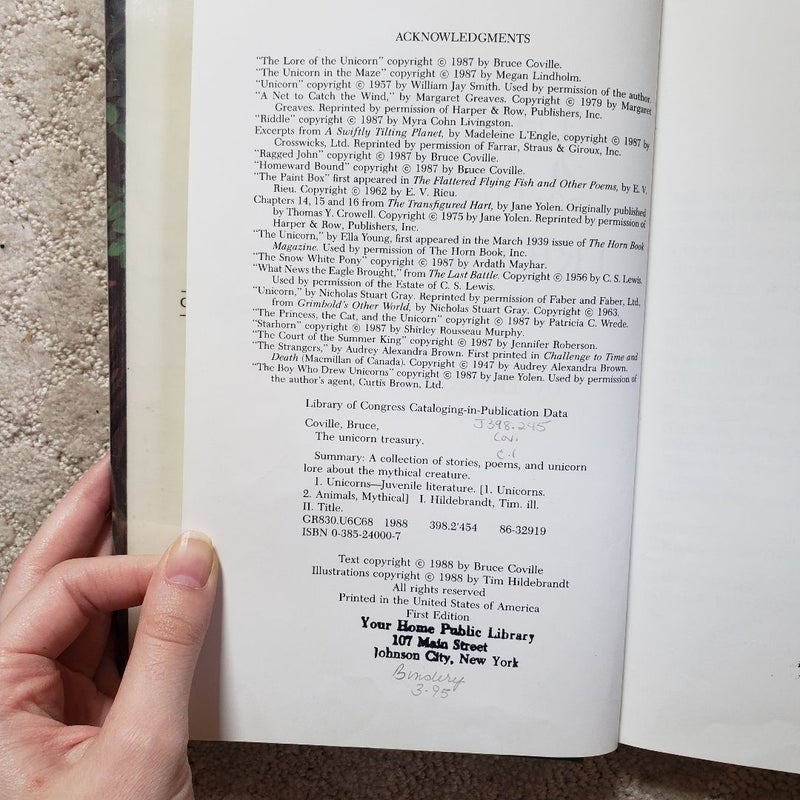 ACKNOWLEDGMENTS
"The Lore of the Unicorn" copyright © 1987 by Bruce Coville.
"The Unicorn in the Maze" copyright © 1987 by Megan Lindholm.
"Unicorn" copyright © 1957 by William Jay Smith. Used by permission of the author.
"A Net to Catch the Wind," by Margaret Greaves. Copyright © 1979 by Margaret
Greaves. Reprinted by permission of Harper & Row, Publishers, Inc.
"Riddle" copyright © 1987 by Myra Cohn Livingston.
Excerpts from A Swiftly Tilting Planet, by Madeleine L'Engle, copyright © 1987 by
Crosswicks, Ltd. Reprinted by permission of Farrar, Straus & Giroux, Inc.
"Ragged John" copyright © 1987 by Bruce Coville.
"Homeward Bound" copyright © 1987 by Bruce Coville.
"The Paint Box" first appeared in The Flattered Flying Fish and Other Poems, by E. V.
Rieu. Copyright © 1962 by E. V. Rieu.
Chapters 14, 15 and 16 from The Transfigured Hart, by Jane Yolen. Originally published
by Thomas Y. Crowell. Copyright © 1975 by Jane Yolen. Reprinted by permission of
Harper & Row, Publishers, Inc.
"The Unicorn," by Ella Young, first appeared in the March 1939 issue of The Horn Book
Magazine. Used by permission of The Horn Book, Inc.
"The Snow White Pony" copyright © 1987 by Ardath Mayhar.
"What News the Eagle Brought," from The Last Battle. Copyright © 1956 by C. S. Lewis.
Used by permission of the Estate of C. S. Lewis.
"Unicorn," by Nicholas Stuart Gray. Reprinted by permission of Faber and Faber, Ltd,
from Grimbold's Other World, by Nicholas Stuart Gray. Copyright © 1963.
"The Princess, the Cat, and the Unicorn" copyright © 1987 by Patricia C. Wrede.
"Starhorn" copyright © 1987 by Shirley Rousseau Murphy.
"The Court of the Summer King" copyright © 1987 by Jennifer Roberson.
"The Strangers," by Audrey Alexandra Brown. First printed in Challenge to Time and
Death (Macmillan of Canada). Copyright © 1947 by Audrey Alexandra Brown.
"The Boy Who Drew Unicorns" copyright © 1987 by Jane Yolen. Used by permission of
the author's agent, Curtis Brown, Ltd.
Library of Congress Cataloging-in-Publication Data
Coville, Bruce, J398.245
The unicorn treasury. Cov.
C.1
Summary: A collection of stories, poems, and unicorn
lore about the mythical creature.
1. Unicorns—Juvenile literature. [1. Unicorns.
2. Animals, Mythical] I. Hildebrandt, Tim. ill.
II. Title.
GR830.U6C68 1988 398.2'454 86-32919
ISBN 0-385-24000-7
Text copyright © 1988 by Bruce Coville
Illustrations copyright © 1988 by Tim Hildebrandt
All rights reserved
Printed in the United States of America
First Edition
Your Home Public Library
107 Main Street
Johnson City, New York
Bindery
3-95